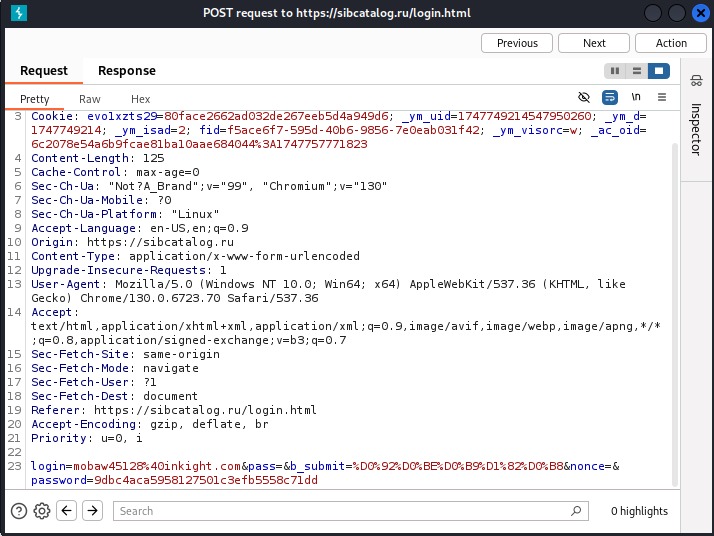 POST request to https://sibcatalog.ru/login.html
Previous Next Action
Request Response
Pretty Raw Hex \n
Inspector
3 Cookie: evolxzts29=80face2662ad032de267eeb5d4a949d6; _ym_uid=1747749214547950260; _ym_d=
1747749214; _ym_isad=2; fid=f5ace6f7-595d-40b6-9856-7e0eab031f42; _ym_visorc=w; _ac_oid=
6c2078e54a6b9fcae81ba10aae684044%3A1747757771823
4 Content-Length: 125
5 Cache-Control: max-age=0
6 Sec-Ch-Ua: "Not?A_Brand";v="99", "Chromium";v="130"
7 Sec-Ch-Ua-Mobile: ?0
8 Sec-Ch-Ua-Platform: "Linux"
9 Accept-Language: en-US,en;q=0.9
10 Origin: https://sibcatalog.ru
11 Content-Type: application/x-www-form-urlencoded
12 Upgrade-Insecure-Requests: 1
13 User-Agent: Mozilla/5.0 (Windows NT 10.0; Win64; x64) AppleWebKit/537.36 (KHTML, like
Gecko) Chrome/130.0.6723.70 Safari/537.36
14 Accept:
text/html,application/xhtml+xml,application/xml;q=0.9,image/avif,image/webp,image/apng,*/*
;q=0.8,application/signed-exchange;v=b3;q=0.7
15 Sec-Fetch-Site: same-origin
16 Sec-Fetch-Mode: navigate
17 Sec-Fetch-User: ?1
18 Sec-Fetch-Dest: document
19 Referer: https://sibcatalog.ru/login.html
20 Accept-Encoding: gzip, deflate, br
21 Priority: u=0, i
22
23 login=mobaw45128%40inkight.com&pass=&b_submit=%D0%92%D0%BE%D0%B9%D1%82%D0%B8&nonce=&
password=9dbc4aca5958127501c3efb5558c71dd
Search 0 highlights